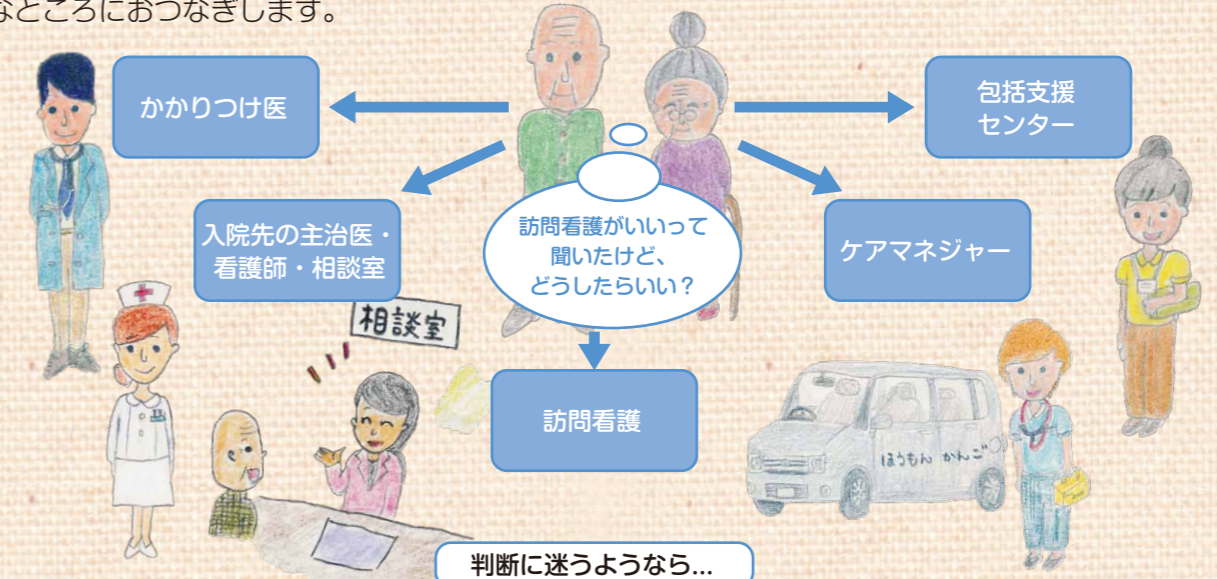 なところにおつなぎします。
かかりつけ医
包括支援
センター
入院先の主治医・
看護師・相談室
訪問看護がいいって
聞いたけど、
どうしたらいい？
ケアマネジャー
相談室
訪問看護
ほうもん かんご
判断に迷うようなら...